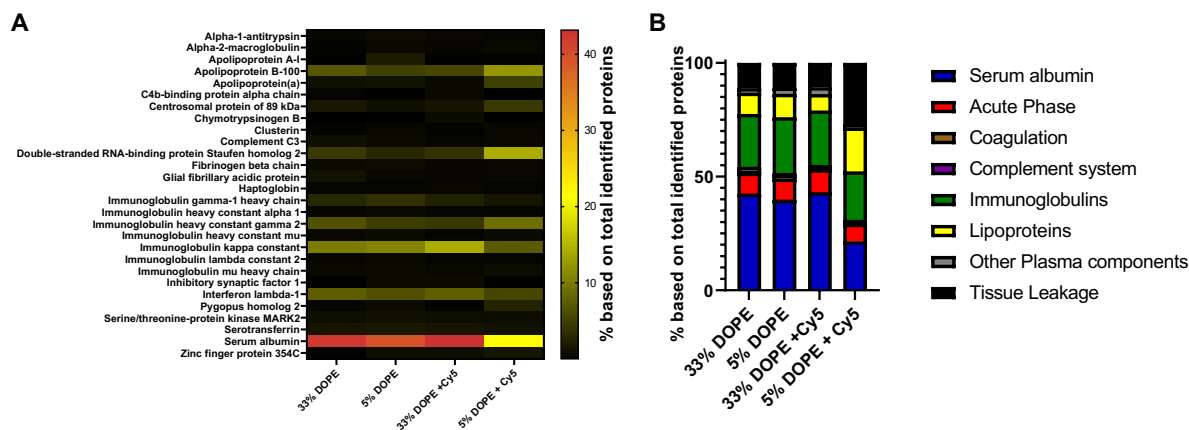 A
Alpha-1-antitrypsin
Alpha-2-macroglobulin
Apolipoprotein A-I
Apolipoprotein B-100
Apolipoprotein(a)
C4b-binding protein alpha chain
Centrosomal protein of 89 kDa
Chymotrypsinogen B
Clusterin
Complement C3
Double-stranded RNA-binding protein Staufen homolog 2
Fibrinogen beta chain
Glial fibrillary acidic protein
Haptoglobin
Immunoglobulin gamma-1 heavy chain
Immunoglobulin heavy constant alpha 1
Immunoglobulin heavy constant gamma 2
Immunoglobulin heavy constant mu
Immunoglobulin kappa constant
Immunoglobulin lambda constant 2
Immunoglobulin mu heavy chain
Inhibitory synaptic factor 1
Interferon lambda-1
Pygopus homolog 2
Serine/threonine-protein kinase MARK2
Serotransferrin
Serum albumin
Zinc finger protein 354C
33% DOPE
5% DOPE
33% DOPE +Cy5
5% DOPE + Cy5
40
30
20
10
0
% based on total identified proteins
B
% based on total identified proteins
100
50
0
33% DOPE
5% DOPE
33% DOPE +Cy5
5% DOPE + Cy5
Serum albumin
Acute Phase
Coagulation
Complement system
Immunoglobulins
Lipoproteins
Other Plasma components
Tissue Leakage